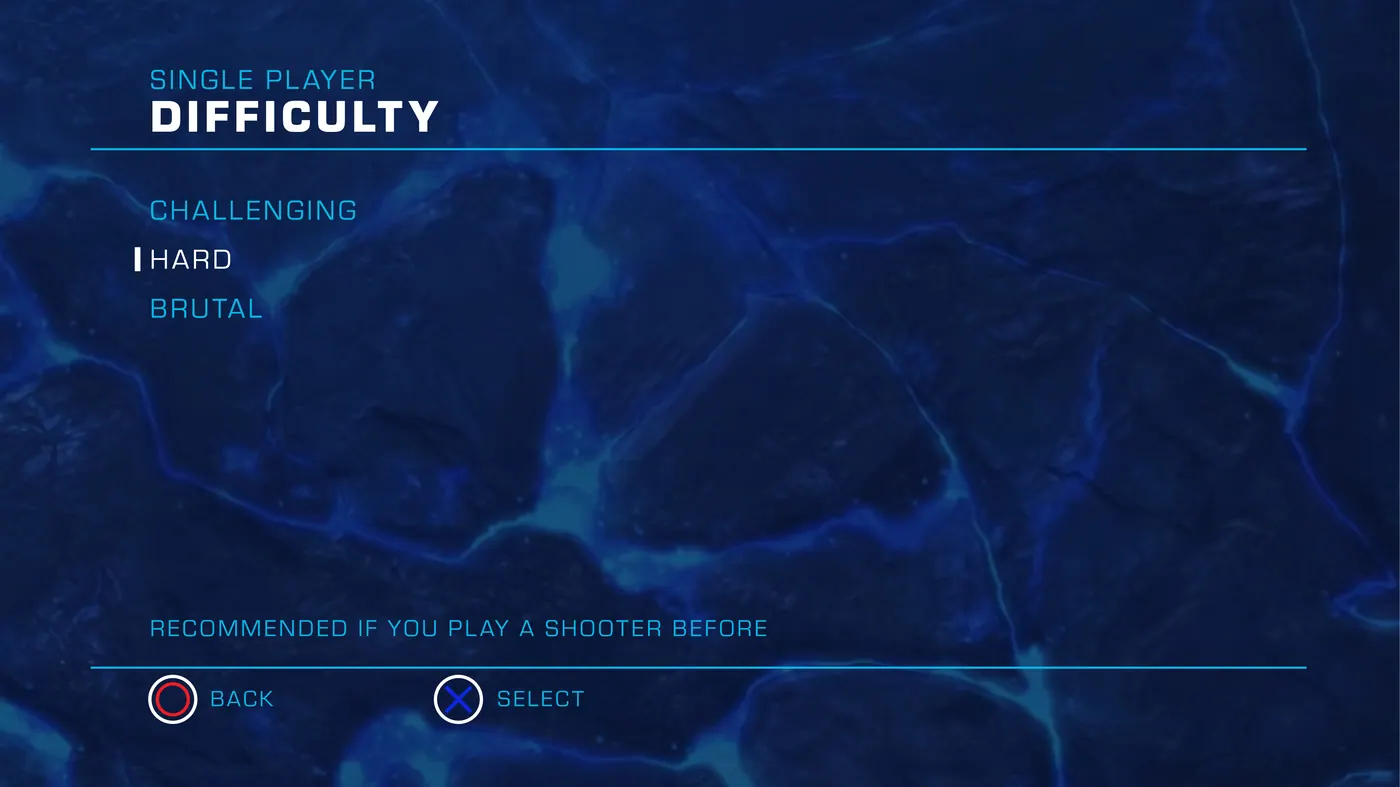 SINGLE PLAYER
DIFFICULTY
CHALLENGING
HARD
BRUTAL
RECOMMENDED IF YOU PLAY A SHOOTER BEFORE
BACK SELECT